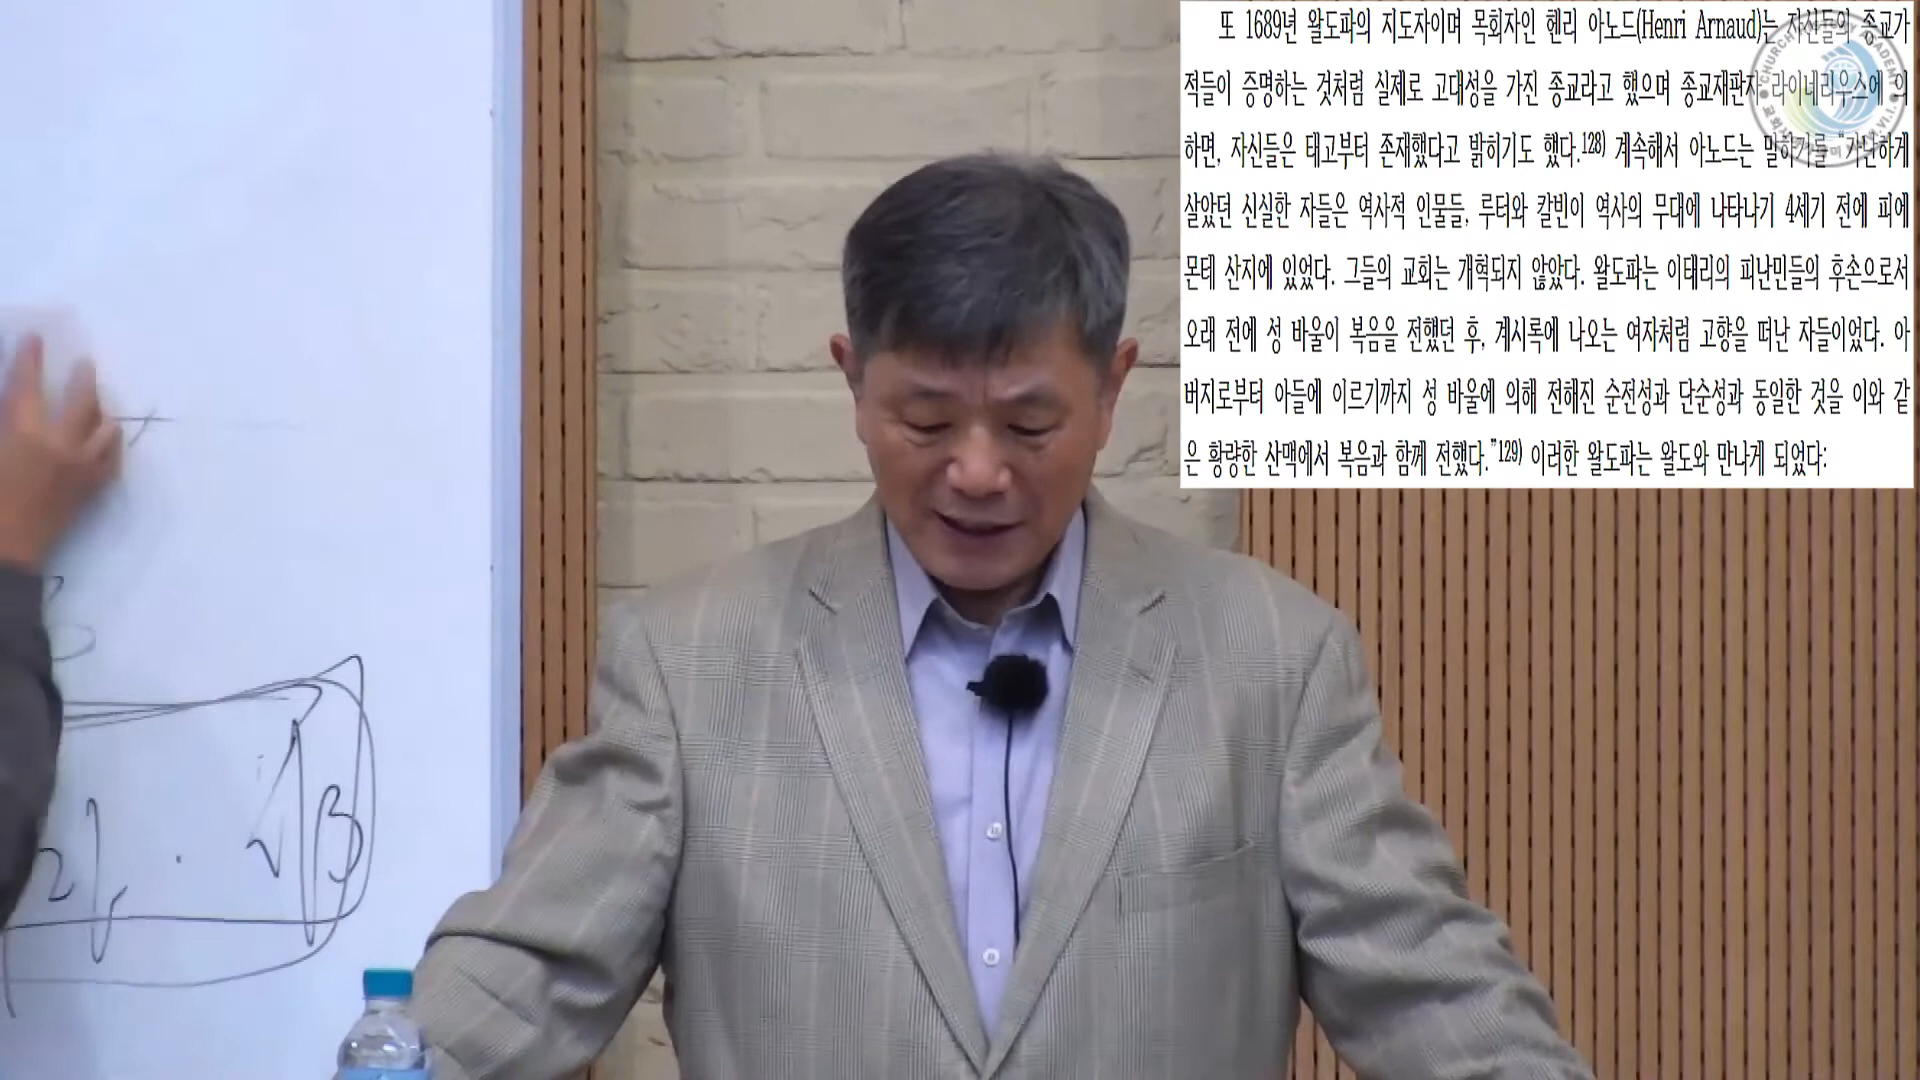 또 1689년 왈도파의 지도자이며 목회자인 헨리 아노드(Henri Arnaud)는 자신들의 종교가
적들이 증명하는 것처럼 실제로 고대성을 가진 종교라고 했으며 종교재판자 라이네리우스에 의
하면, 자신들은 태고부터 존재했다고 밝히기도 했다.128) 계속해서 아노드는 말하기를 "가난하게
살았던 신실한 자들은 역사적 인물들, 루터와 칼빈이 역사의 무대에 나타나기 4세기 전에 피에
몬테 산지에 있었다. 그들의 교회는 개혁되지 않았다. 왈도파는 이태리의 피난민들의 후손으로서
오래 전에 성 바울이 복음을 전했던 후, 계시록에 나오는 여자처럼 고향을 떠난 자들이었다. 아
버지로부터 아들에 이르기까지 성 바울에 의해 전해진 순전성과 단순성과 동일한 것을 이와 같
은 황량한 산맥에서 복음과 함께 전했다."129) 이러한 왈도파는 왈도와 만나게 되었다: